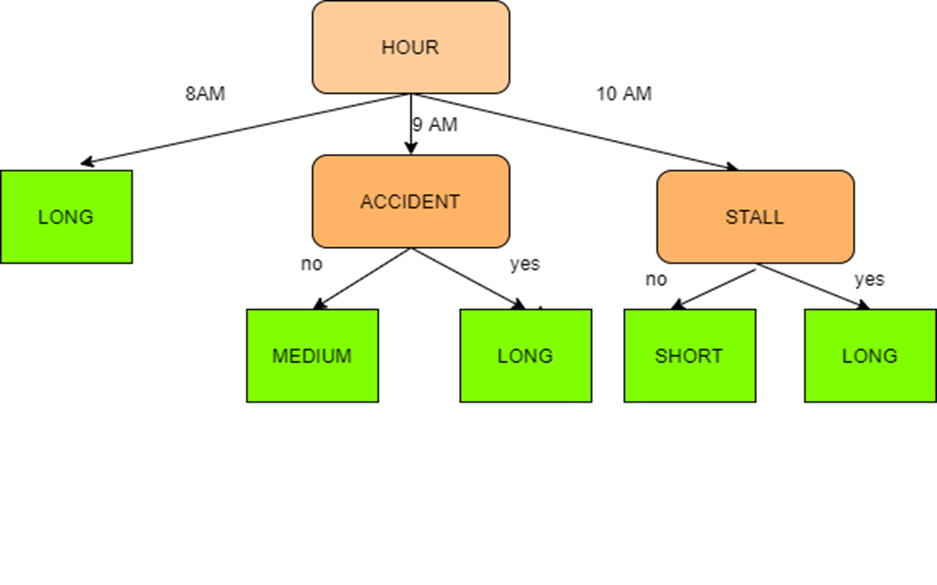 HOUR
8AM
10 AM
9 AM
LONG
ACCIDENT
STALL
no
yes
no
yes
MEDIUM
LONG
SHORT
LONG